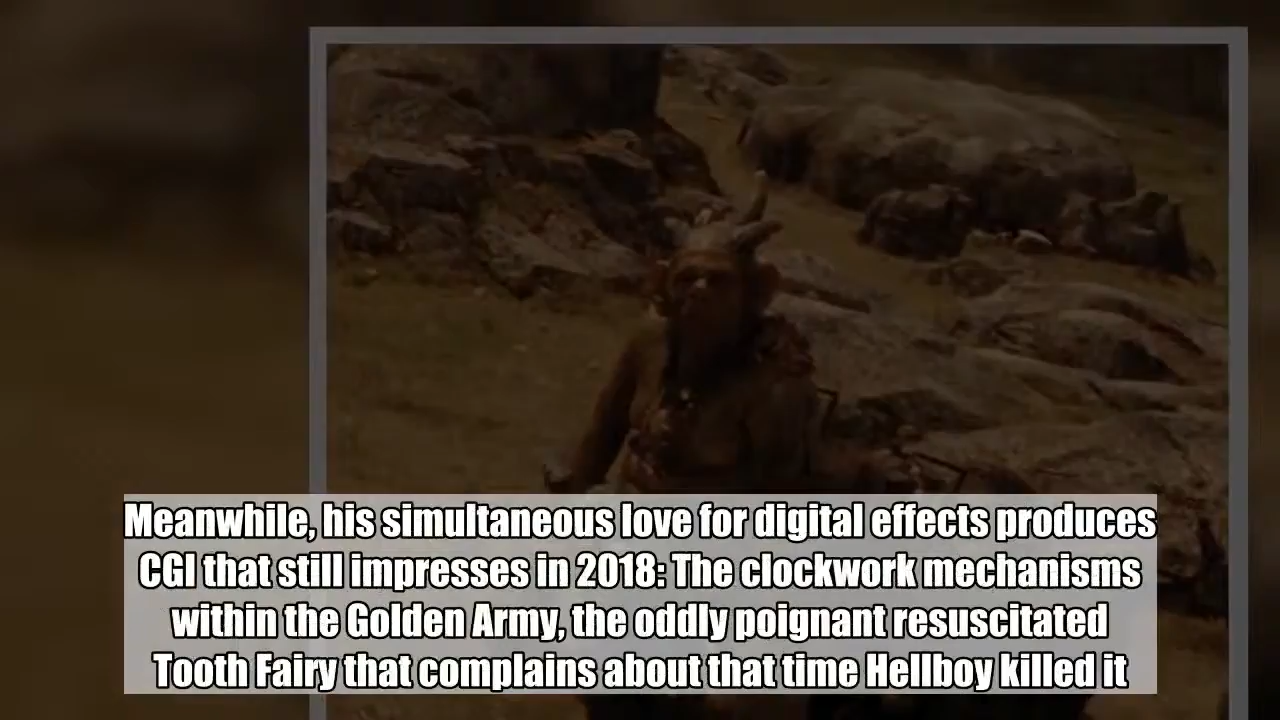 Meanwhile, his simultaneous love for digital effects produces
CGI that still impresses in 2018: The clockwork mechanisms
within the Golden Army, the oddly poignant resuscitated
Tooth Fairy that complains about that time Hellboy killed it